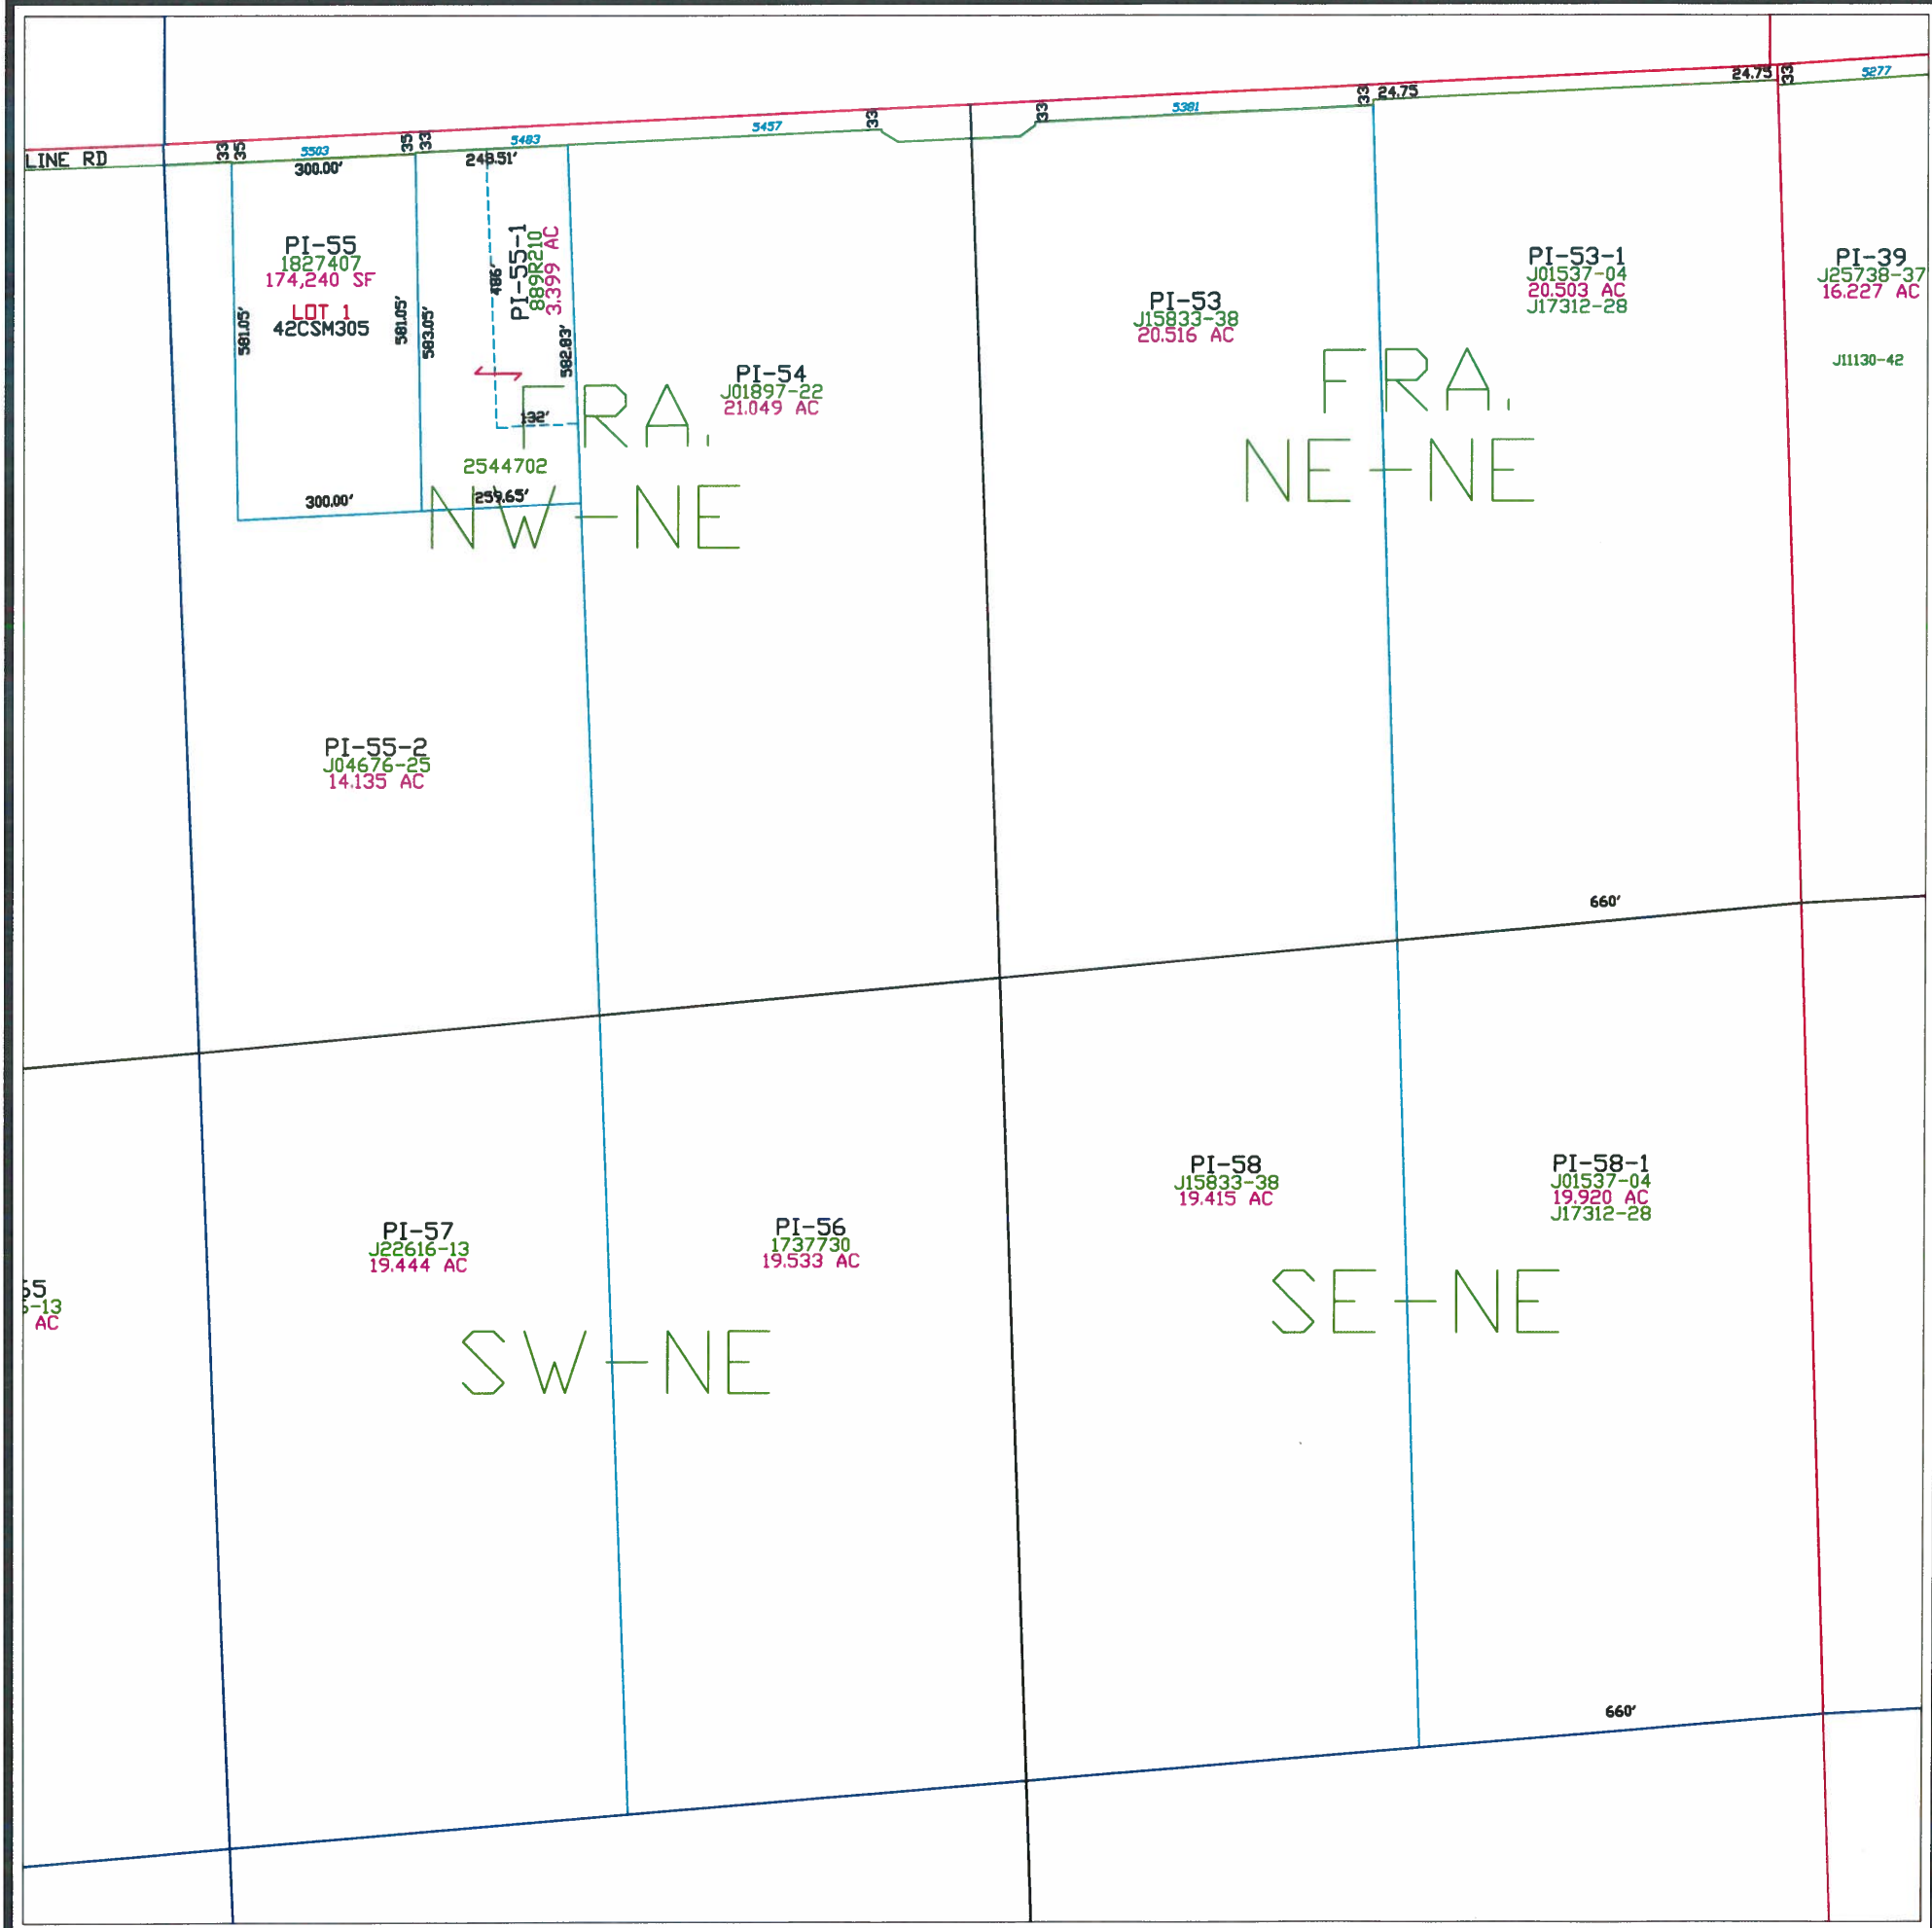 LINE RD
33
35
5503
300.00'
35
33
5483
248.51'
5457
33
33
5381
33
24.75
24.75
33
5277
PI-55
1827407
174,240 SF
LOT 1
42CSM305
581.05'
581.05'
583.05'
486'
PI-55-1
889R210
3.399 AC
582.83'
132'
2544702
300.00'
259.65'
PI-54
J01897-22
21.049 AC
FRA.
NW-NE
PI-53
J15833-38
20.516 AC
FRA.
NE-NE
PI-53-1
J01537-04
20.503 AC
J17312-28
PI-39
J25738-37
16.227 AC
J11130-42
PI-55-2
J04676-25
14.135 AC
660'
PI-57
J22616-13
19.444 AC
PI-56
1737730
19.533 AC
SW-NE
PI-58
J15833-38
19.415 AC
PI-58-1
J01537-04
19.920 AC
J17312-28
SE-NE
55
-13
AC
660'